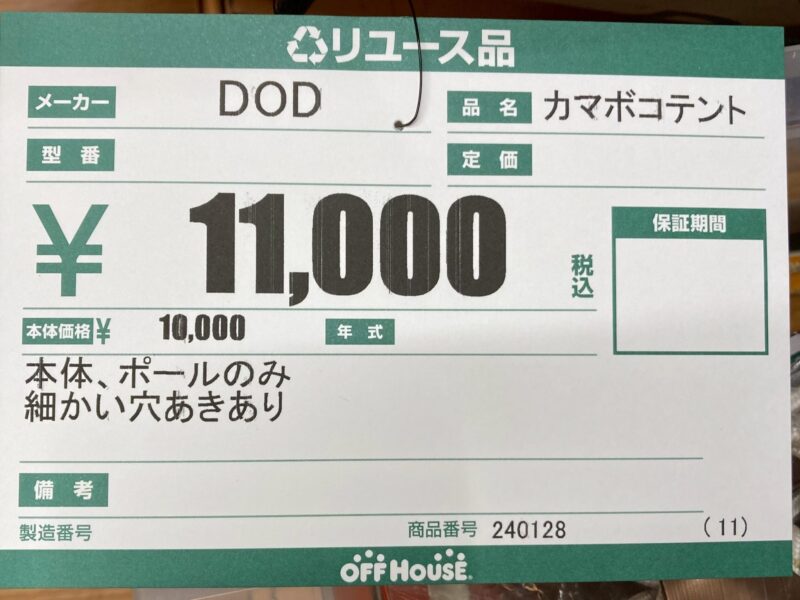 リユース品
メーカー DOD 品名 カマボコテント
型番 定価
¥ 11,000 税込 保証期間
本体価格¥ 10,000 年式
本体、ポールのみ
細かい穴あきあり
備考
製造番号 商品番号 240128 (11)
OFF HOUSE.